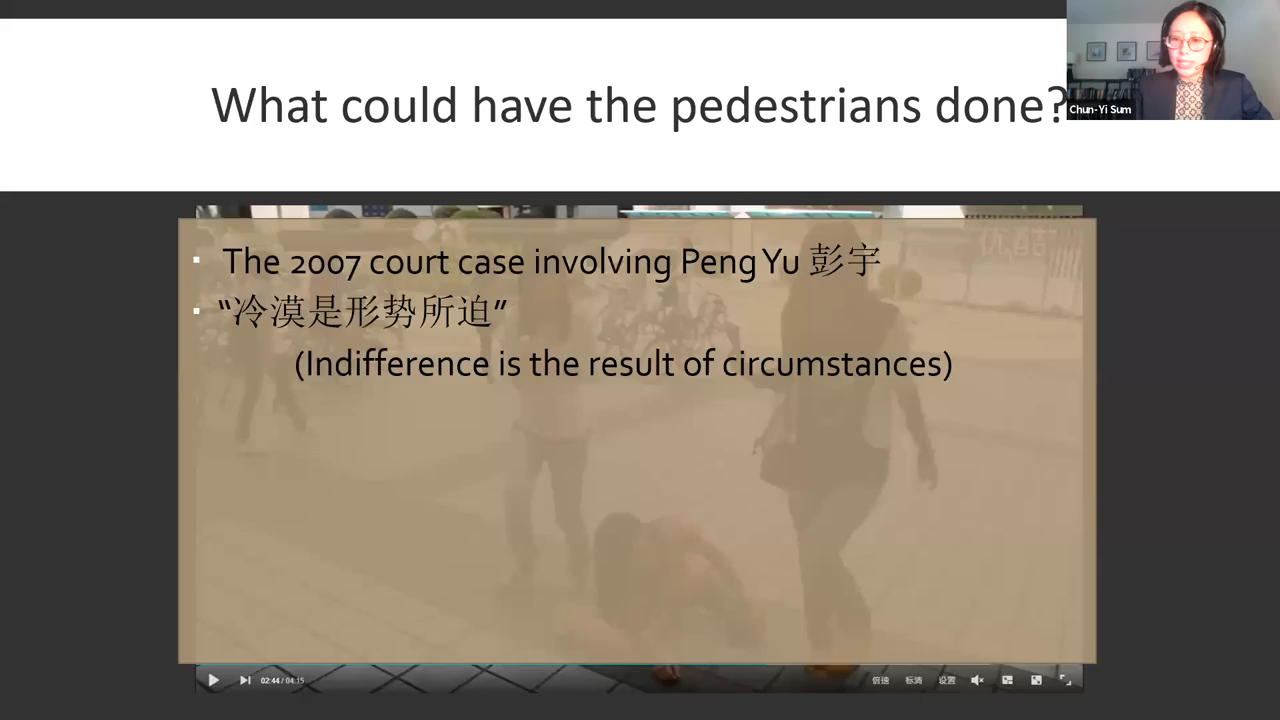 What could have the pedestrians done?
Chun-Yi Sum
优酷
The 2007 court case involving Peng Yu 彭宇
“冷漠是形势所迫”
(Indifference is the result of circumstances)
02:44 / 04:15
倍速 标清 设置